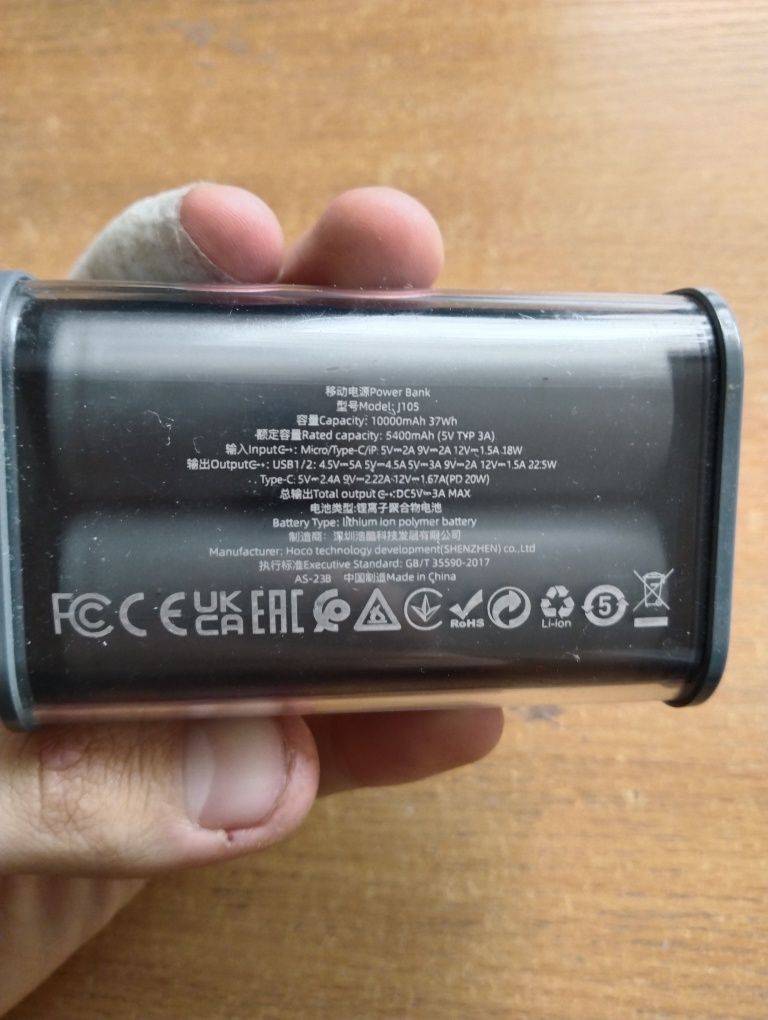 移动电源Power Bank
型号Model: J105
容量Capacity: 10000mAh 37Wh
额定容量Rated capacity: 5400mAh (5V TYP 3A)
输入Input: Micro/Type-C/iP: 5V⎓2A 9V⎓2A 12V⎓1.5A 18W
输出Output: USB1/2: 4.5V⎓5A 5V⎓4.5A 5V⎓3A 9V⎓2A 12V⎓1.5A 22.5W
Type-C: 5V⎓2.4A 9V⎓2.22A 12V⎓1.67A(PD 20W)
总输出Total output: DC5V⎓3A MAX
电池类型:锂离子聚合物电池
Battery Type: lithium ion polymer battery
制造商: 深圳浩酷科技发展有限公司
Manufacturer: Hoco technology development(SHENZHEN) co.,Ltd
执行标准Executive Standard: GB/T 35590-2017
AS-23B 中国制造Made in China
FC CE UKCA EAC RoHS Li-ion 5